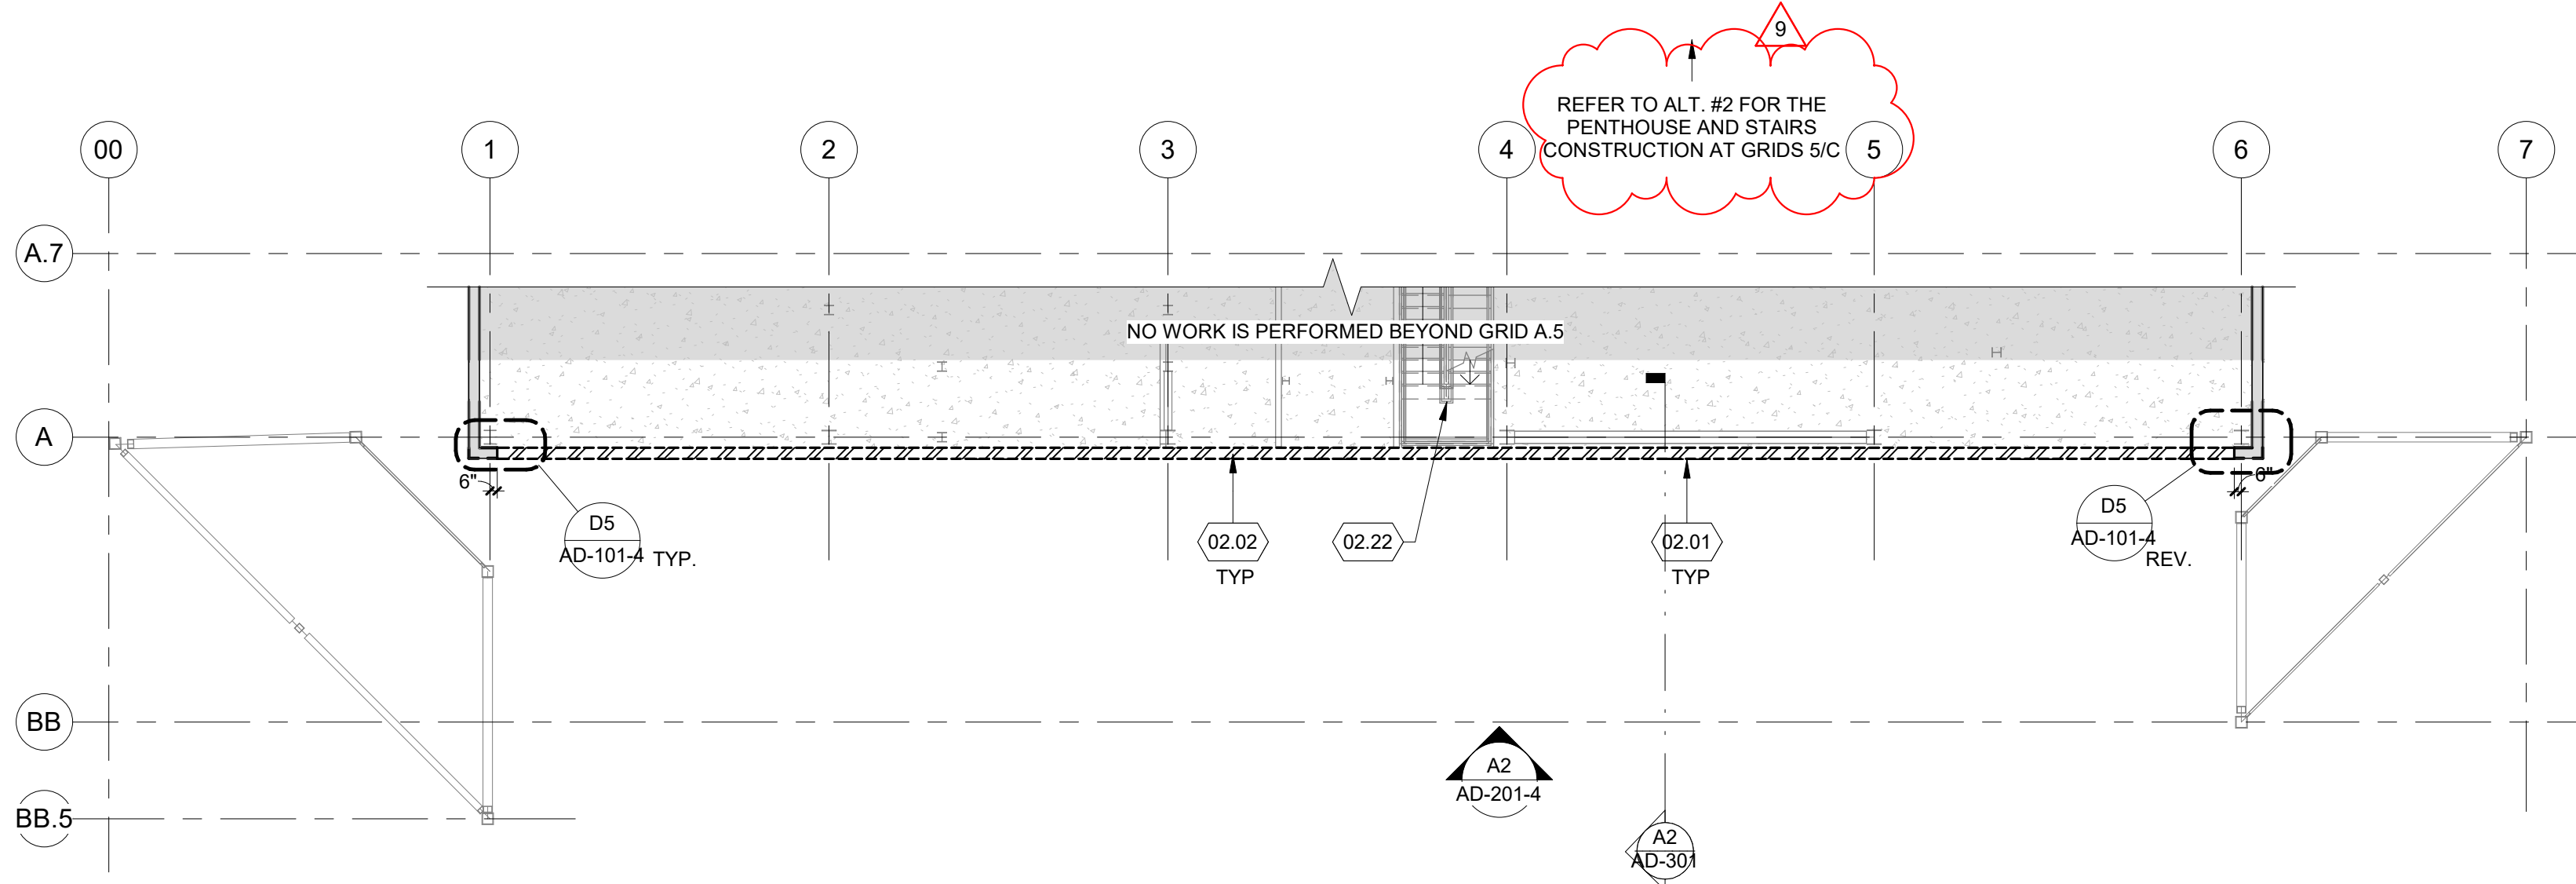 9
REFER TO ALT. #2 FOR THE
PENTHOUSE AND STAIRS
CONSTRUCTION AT GRIDS 5/C
00
1
2
3
4
5
6
7
A.7
NO WORK IS PERFORMED BEYOND GRID A.5
A
6"
6"
D5
AD-101-4
TYP.
02.02
TYP
02.22
02.01
TYP
D5
AD-101-4
REV.
BB
A2
AD-201-4
BB.5
A2
AD-301